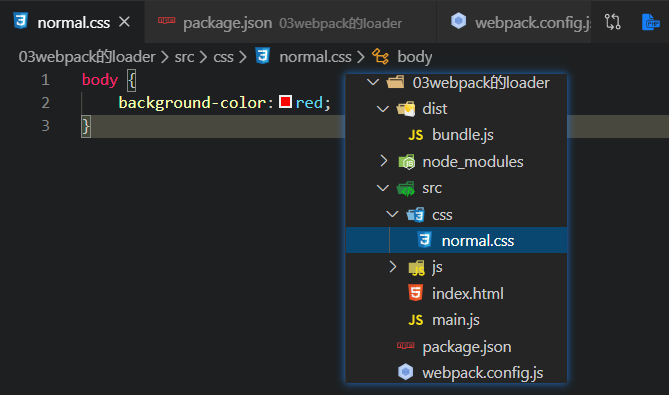 normal.css
package.json 03webpack的loader
webpack.config.js
03webpack的loader > src > css > normal.css > body
1 body {
2 background-color: red;
3 }
03webpack的loader
dist
JS bundle.js
node_modules
src
css
normal.css
JS js
index.html
JS main.js
package.json
webpack.config.js